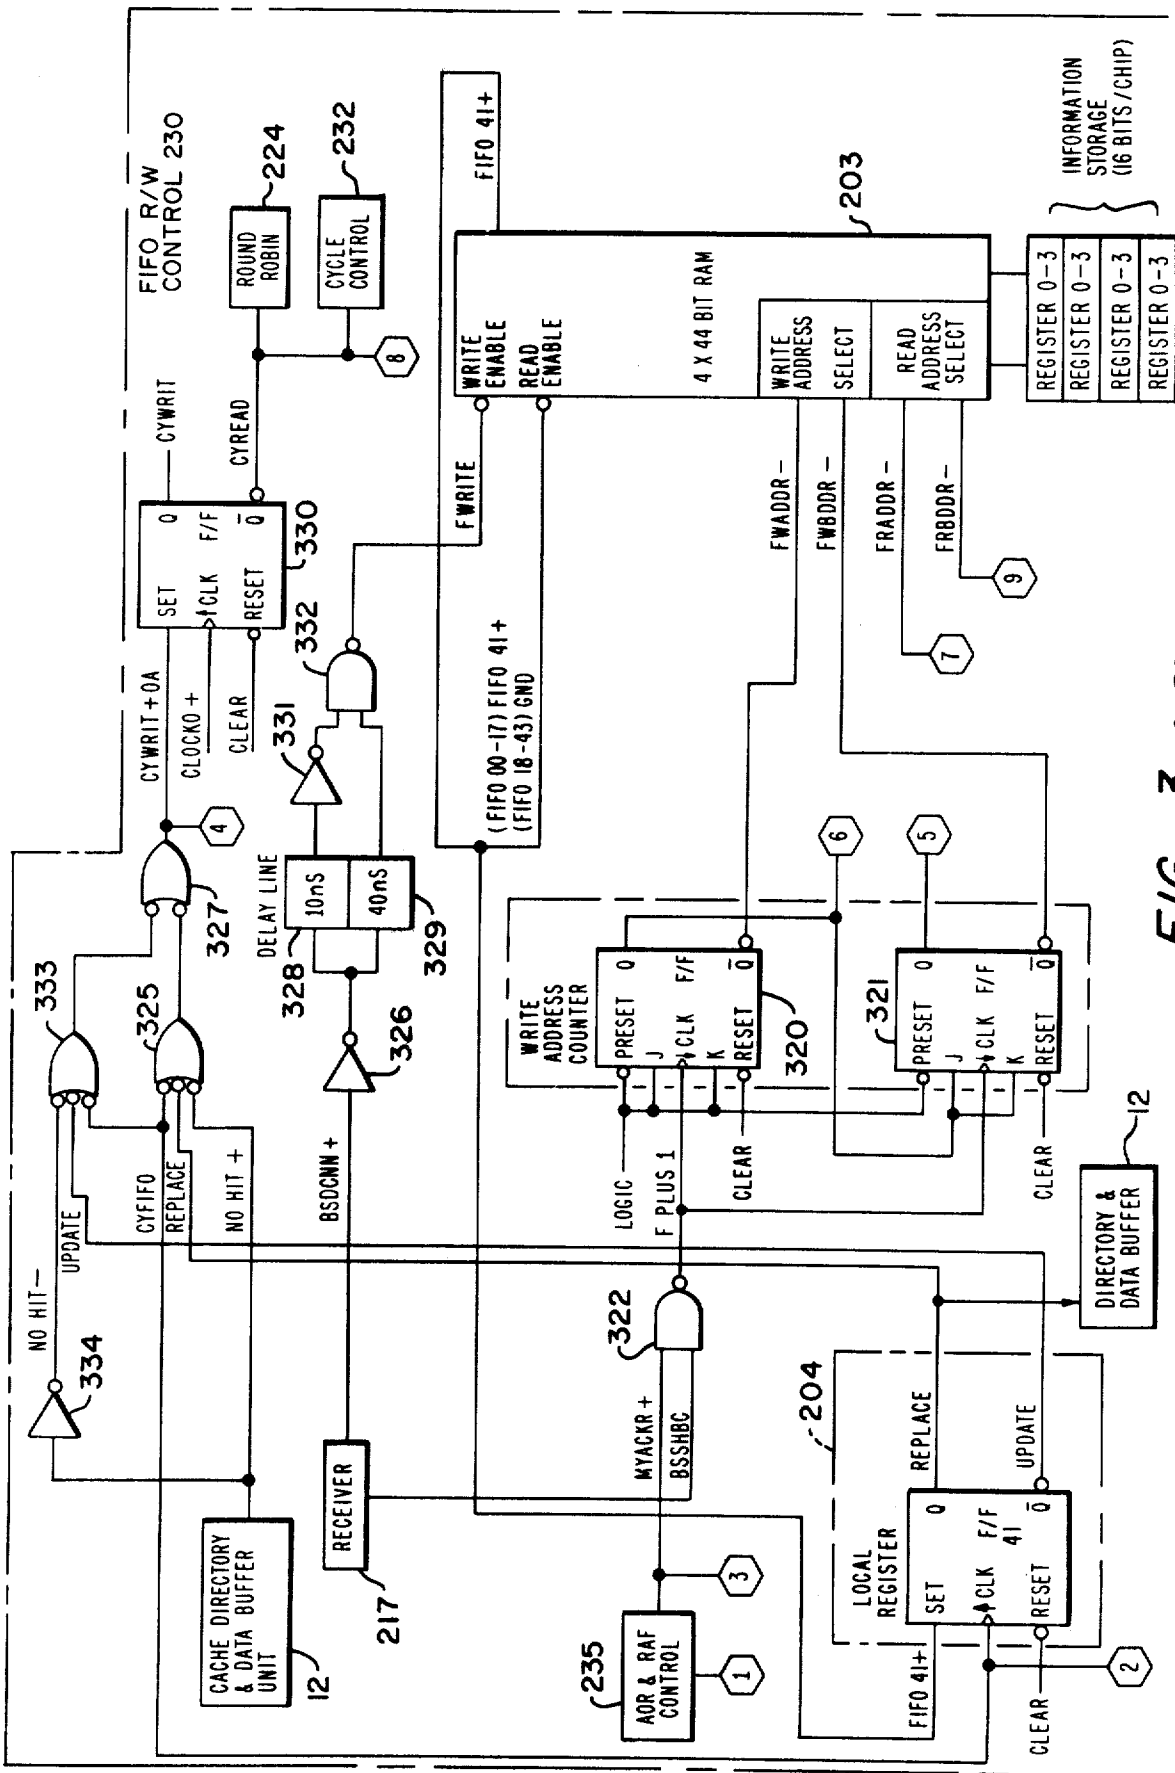 FIFO R/W
CONTROL 230
CACHE DIRECTORY
& DATA BUFFER
UNIT
12
334
NO HIT-
UPDATE
333
CYFIFO
REPLACE
NO HIT +
325
327
4
CYWRIT+0A
CLOCK0 +
CLEAR
SET
CLK
RESET
Q
F/F
Q
330
CYWRIT
CYREAD
ROUND
ROBIN
224
CYCLE
CONTROL
232
8
RECEIVER
217
BSDCNN +
326
DELAY LINE
328
10nS
40nS
329
331
332
FWRITE
(FIFO 00-17) FIFO 41+
(FIFO 18-43) GND
FIFO 41+
WRITE
ENABLE
READ
ENABLE
4 X 44 BIT RAM
WRITE
ADDRESS
SELECT
READ
ADDRESS
SELECT
203
REGISTER 0-3
REGISTER 0-3
REGISTER 0-3
REGISTER 0-3
INFORMATION
STORAGE
(16 BITS/CHIP)
AOR & RAF
CONTROL
235
1
3
MYACKR+
BSSHBC
322
F PLUS 1
LOGIC
CLEAR
WRITE
ADDRESS
COUNTER
PRESET
J
CLK
K
RESET
Q
F/F
Q
320
6
5
321
PRESET
J
CLK
K
RESET
Q
F/F
Q
CLEAR
FWADDR-
FWBDDR-
FRADDR-
FRBDDR-
7
9
LOCAL
REGISTER
204
FIFO 41+
SET
CLK
RESET
Q
F/F
41
Q
CLEAR
2
REPLACE
UPDATE
DIRECTORY &
DATA BUFFER
12